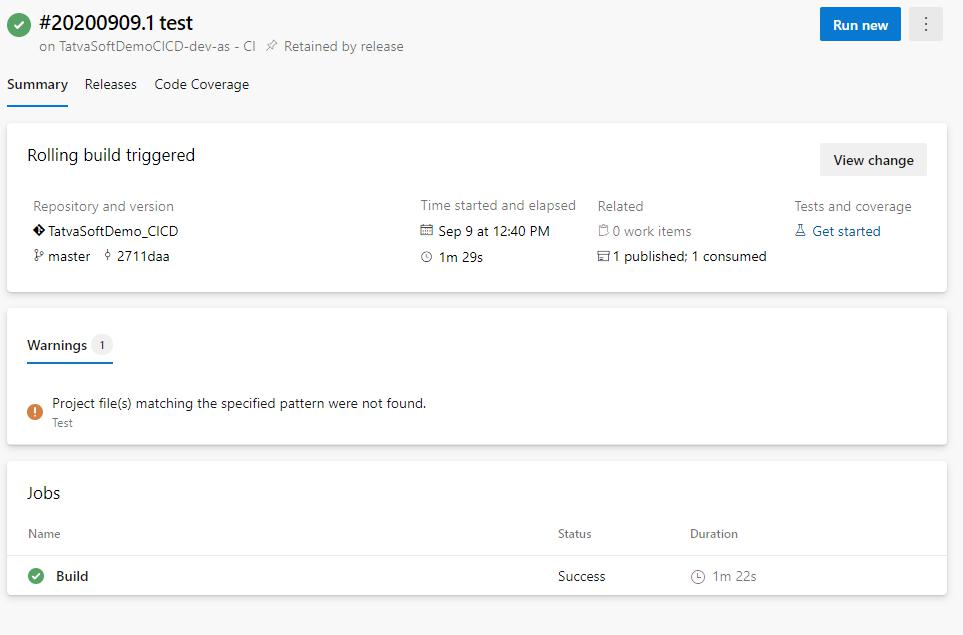 #20200909.1 test
on TatvaSoftDemoCICD-dev-as - CI Retained by release
Run new
Summary Releases Code Coverage
Rolling build triggered
View change
Repository and version
TatvaSoftDemo_CICD
master 2711daa
Time started and elapsed
Sep 9 at 12:40 PM
1m 29s
Related
0 work items
1 published; 1 consumed
Tests and coverage
Get started
Warnings 1
Project file(s) matching the specified pattern were not found.
Test
Jobs
Name Status Duration
Build Success 1m 22s